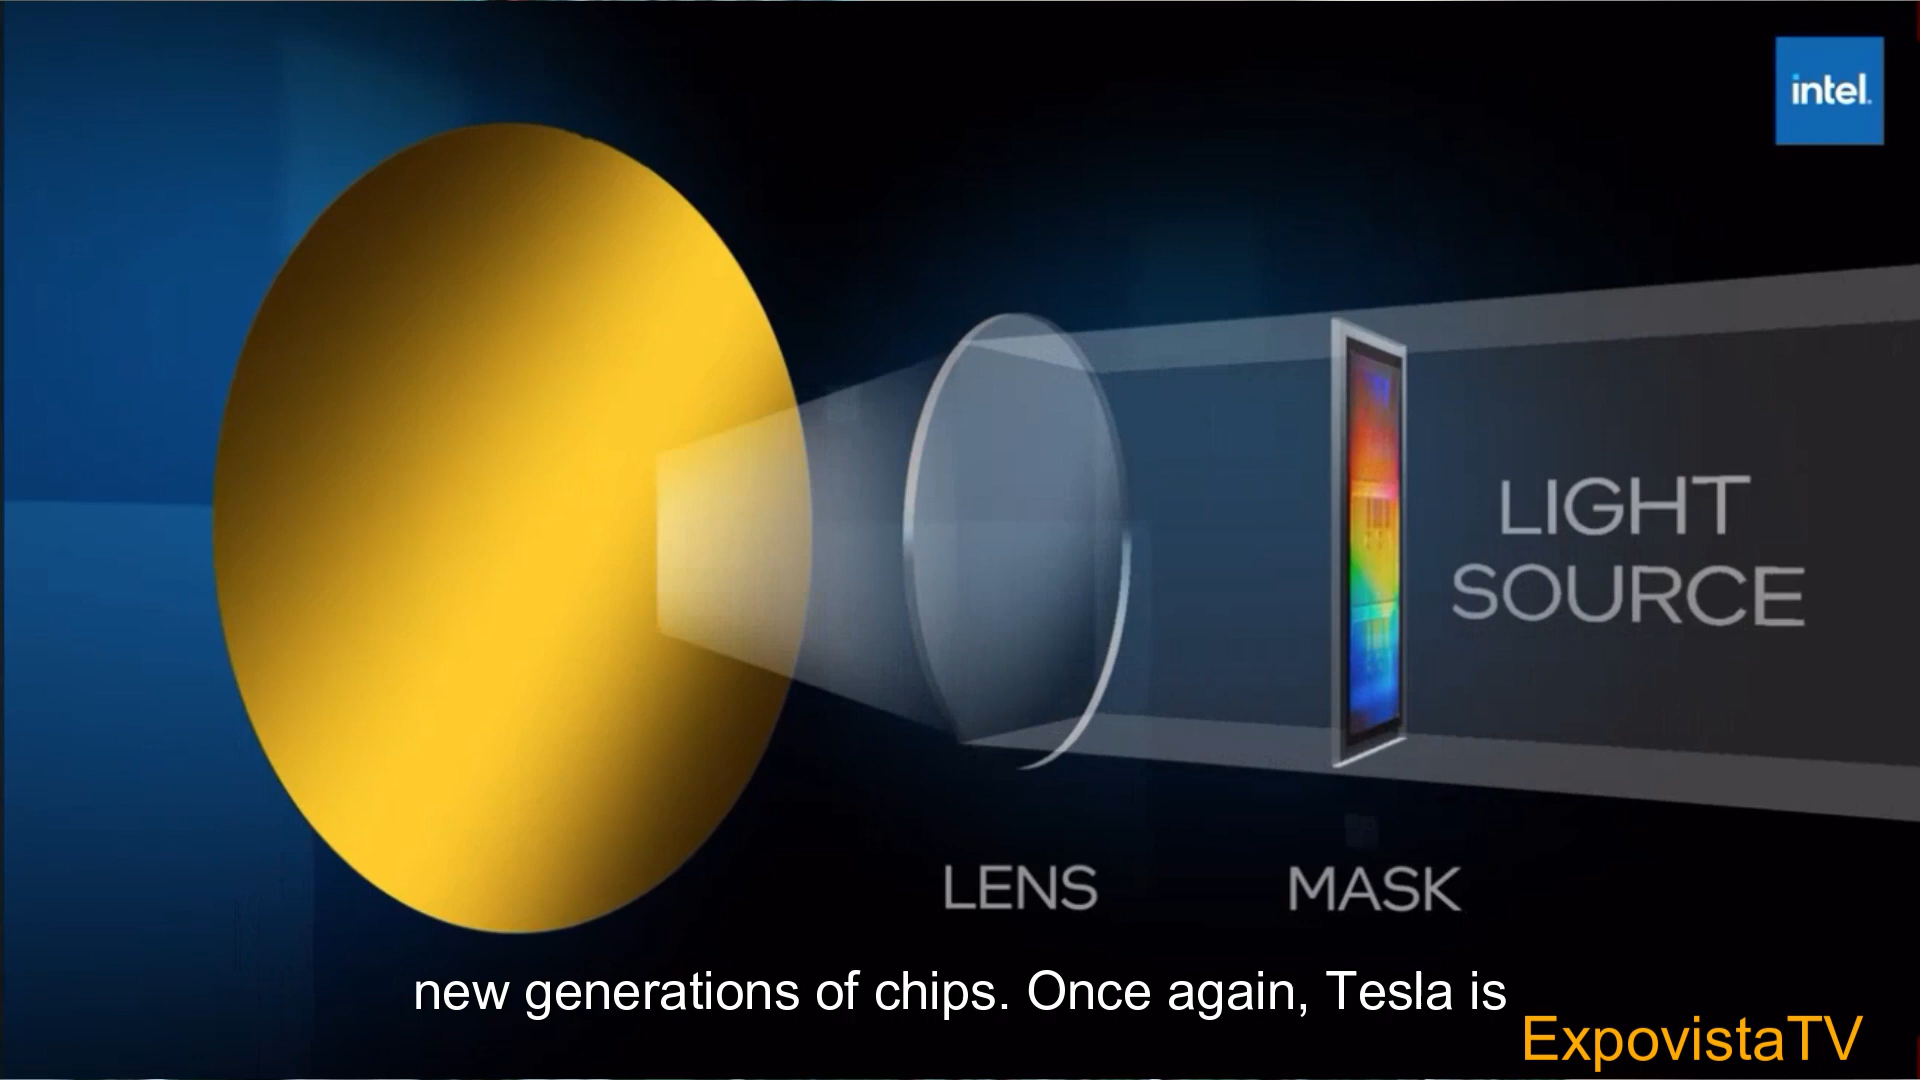 intel.
LIGHT
SOURCE
LENS
MASK
new generations of chips. Once again, Tesla is
ExpovistaTV